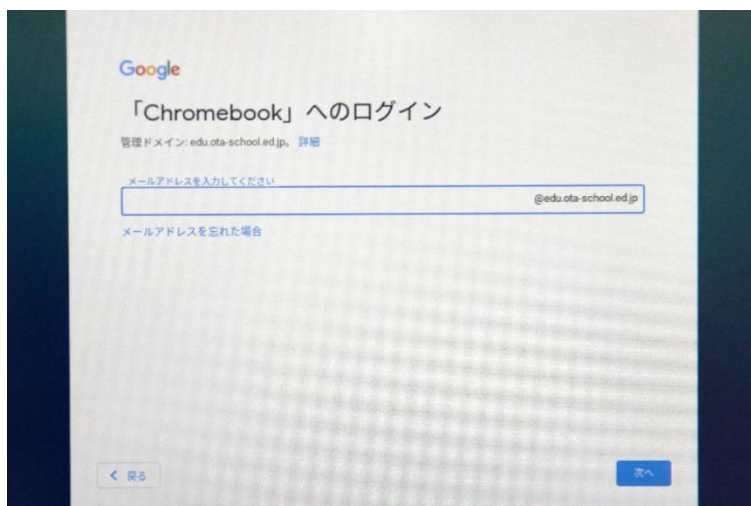 Google
「Chromebook」へのログイン
管理ドメイン: edu.ota-school.ed.jp。 詳細
メールアドレスを入力してください
@edu.ota-school.ed.jp
メールアドレスを忘れた場合
戻る
次へ